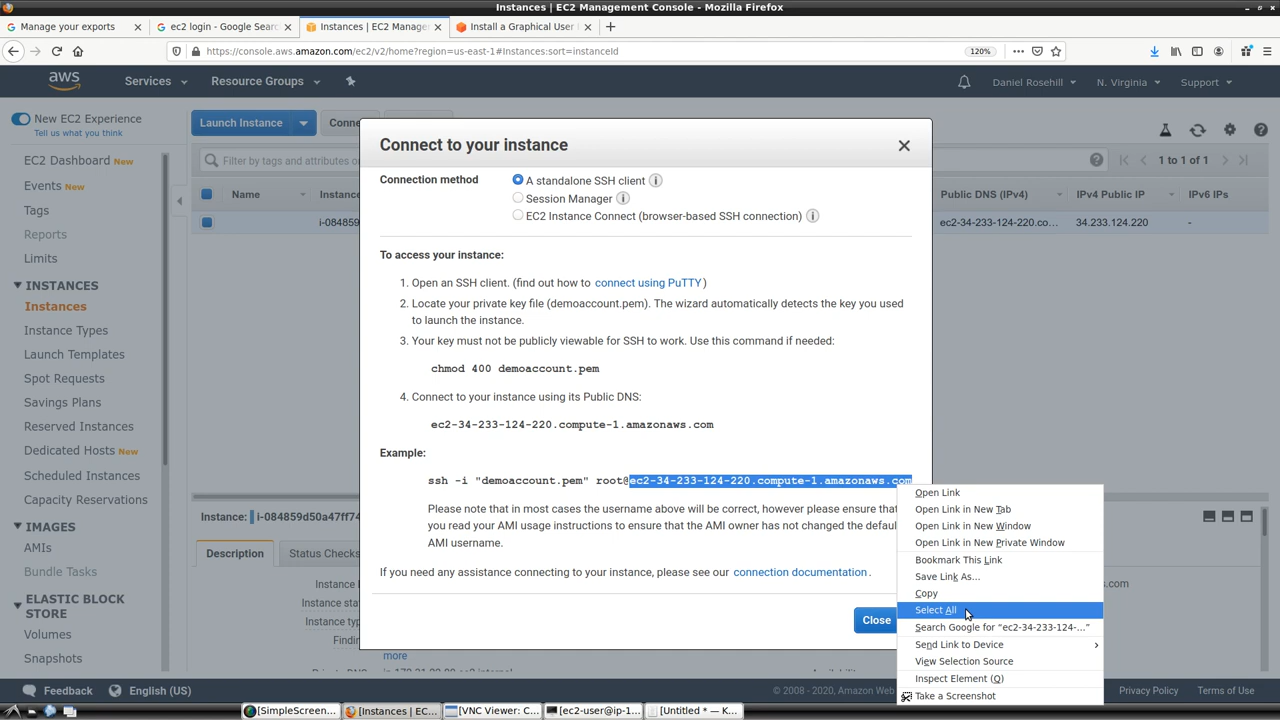 Instances | EC2 Management Console - Mozilla Firefox
Manage your exports
ec2 login - Google Sear
Instances | EC2 Manage
Install a Graphical User
https://console.aws.amazon.com/ec2/v2/home?region=us-east-1#Instances:sort=instanceId
120%
aws
Services
Resource Groups
Daniel Rosehill
N. Virginia
Support
New EC2 Experience
Tell us what you think
Launch Instance
Conne
EC2 Dashboard New
Events New
Tags
Reports
Limits
INSTANCES
Instances
Instance Types
Launch Templates
Spot Requests
Savings Plans
Reserved Instances
Dedicated Hosts New
Scheduled Instances
Capacity Reservations
IMAGES
AMIs
Bundle Tasks
ELASTIC BLOCK
STORE
Volumes
Snapshots
Filter by tags and attributes o
1 to 1 of 1
Name
Instanc
Public DNS (IPv4)
IPv4 Public IP
IPv6 IPs
i-084859
ec2-34-233-124-220.co...
34.233.124.220
-
Connect to your instance
Connection method
A standalone SSH client
Session Manager
EC2 Instance Connect (browser-based SSH connection)
To access your instance:
1. Open an SSH client. (find out how to connect using PuTTY)
2. Locate your private key file (demoaccount.pem). The wizard automatically detects the key you used
to launch the instance.
3. Your key must not be publicly viewable for SSH to work. Use this command if needed:
chmod 400 demoaccount.pem
4. Connect to your instance using its Public DNS:
ec2-34-233-124-220.compute-1.amazonaws.com
Example:
ssh -i "demoaccount.pem" root@ec2-34-233-124-220.compute-1.amazonaws.com
Please note that in most cases the username above will be correct, however please ensure that
you read your AMI usage instructions to ensure that the AMI owner has not changed the defaul
AMI username.
If you need any assistance connecting to your instance, please see our connection documentation.
Close
Open Link
Open Link in New Tab
Open Link in New Window
Open Link in New Private Window
Bookmark This Link
Save Link As...
Copy
Select All
Search Google for “ec2-34-233-124-...”
Send Link to Device
View Selection Source
Inspect Element (Q)
Take a Screenshot
Instance: i-084859d50a47ff74
Description
Status Checks
Instance
Instance sta
Instance typ
Findin
more
s.com
Feedback
English (US)
© 2008 - 2020, Amazon Web
Privacy Policy
Terms of Use
[SimpleScreen...
[Instances | EC...
[VNC Viewer: C...
[ec2-user@ip-1...
[Untitled * — K...